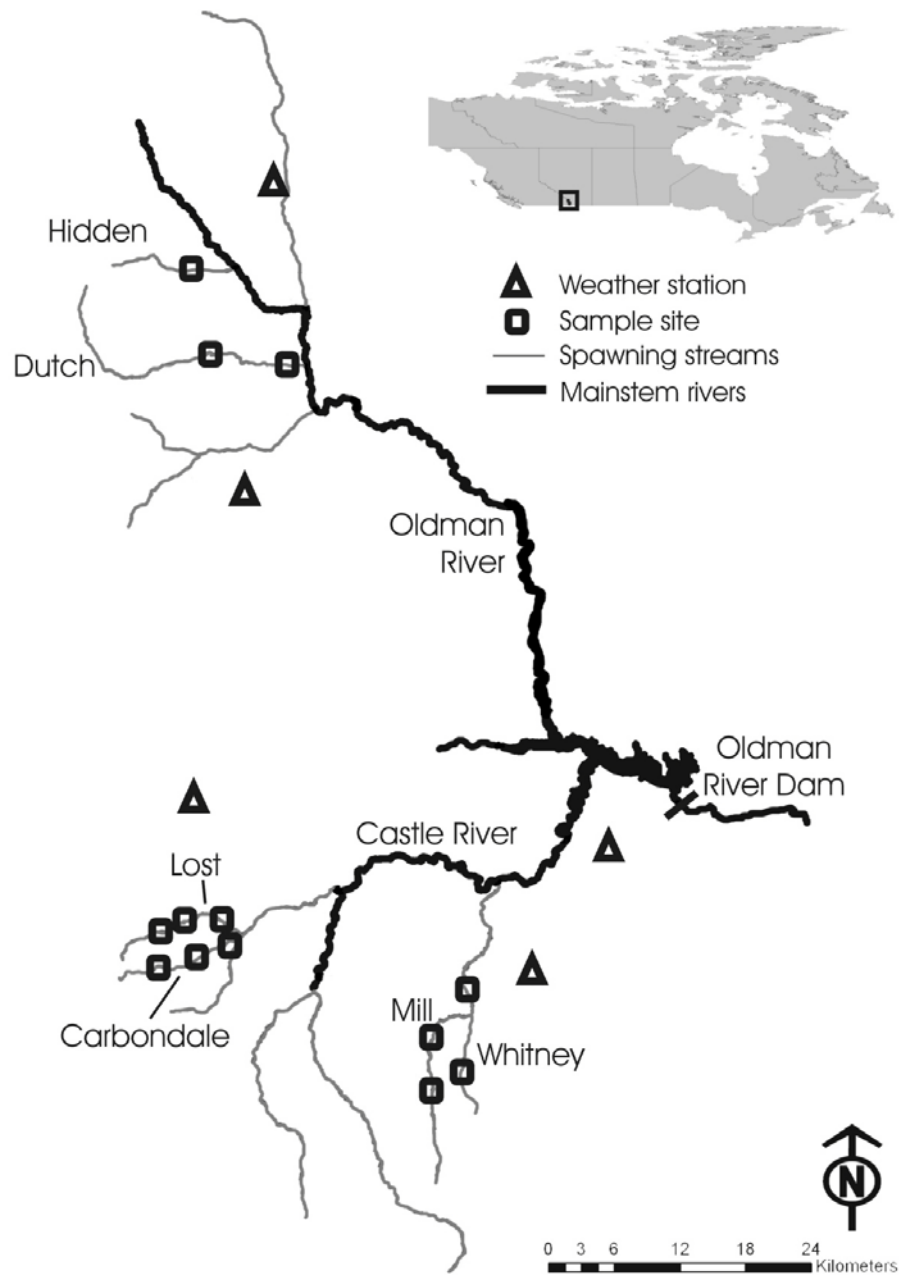 Hidden
Dutch
Weather station
Sample site
Spawning streams
Mainstem rivers
Oldman
River
Oldman
River Dam
Castle River
Lost
Carbondale
Mill
Whitney
N
0 3 6 12 18 24
Kilometers